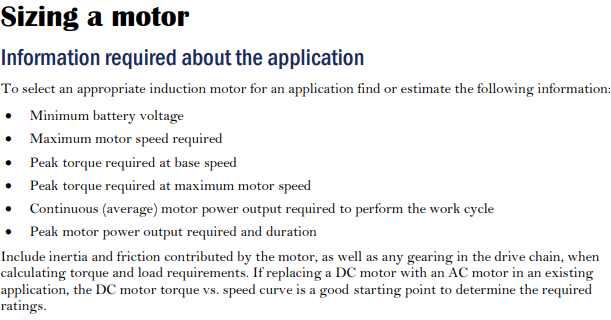 Sizing a motor
Information required about the application
To select an appropriate induction motor for an application find or estimate the following information:
• Minimum battery voltage
• Maximum motor speed required
• Peak torque required at base speed
• Peak torque required at maximum motor speed
• Continuous (average) motor power output required to perform the work cycle
• Peak motor power output required and duration
Include inertia and friction contributed by the motor, as well as any gearing in the drive chain, when
calculating torque and load requirements. If replacing a DC motor with an AC motor in an existing
application, the DC motor torque vs. speed curve is a good starting point to determine the required
ratings.